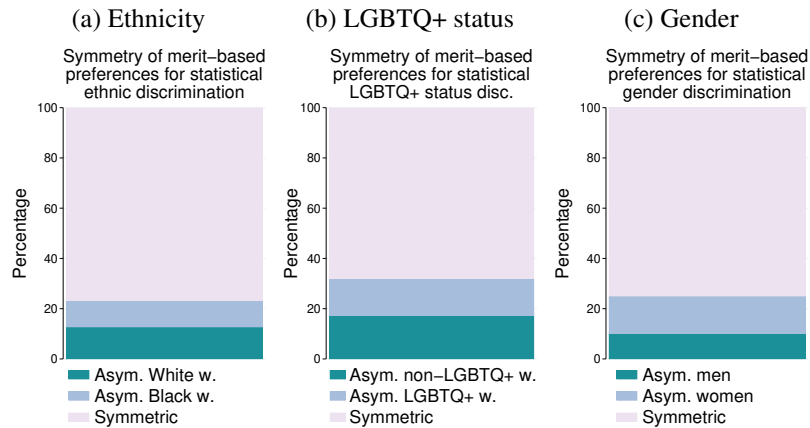 (a) Ethnicity
Symmetry of merit−based
preferences for statistical
ethnic discrimination
Percentage
100
80
60
40
20
0
Asym. White w.
Asym. Black w.
Symmetric
(b) LGBTQ+ status
Symmetry of merit−based
preferences for statistical
LGBTQ+ status disc.
Percentage
100
80
60
40
20
0
Asym. non−LGBTQ+ w.
Asym. LGBTQ+ w.
Symmetric
(c) Gender
Symmetry of merit−based
preferences for statistical
gender discrimination
Percentage
100
80
60
40
20
0
Asym. men
Asym. women
Symmetric